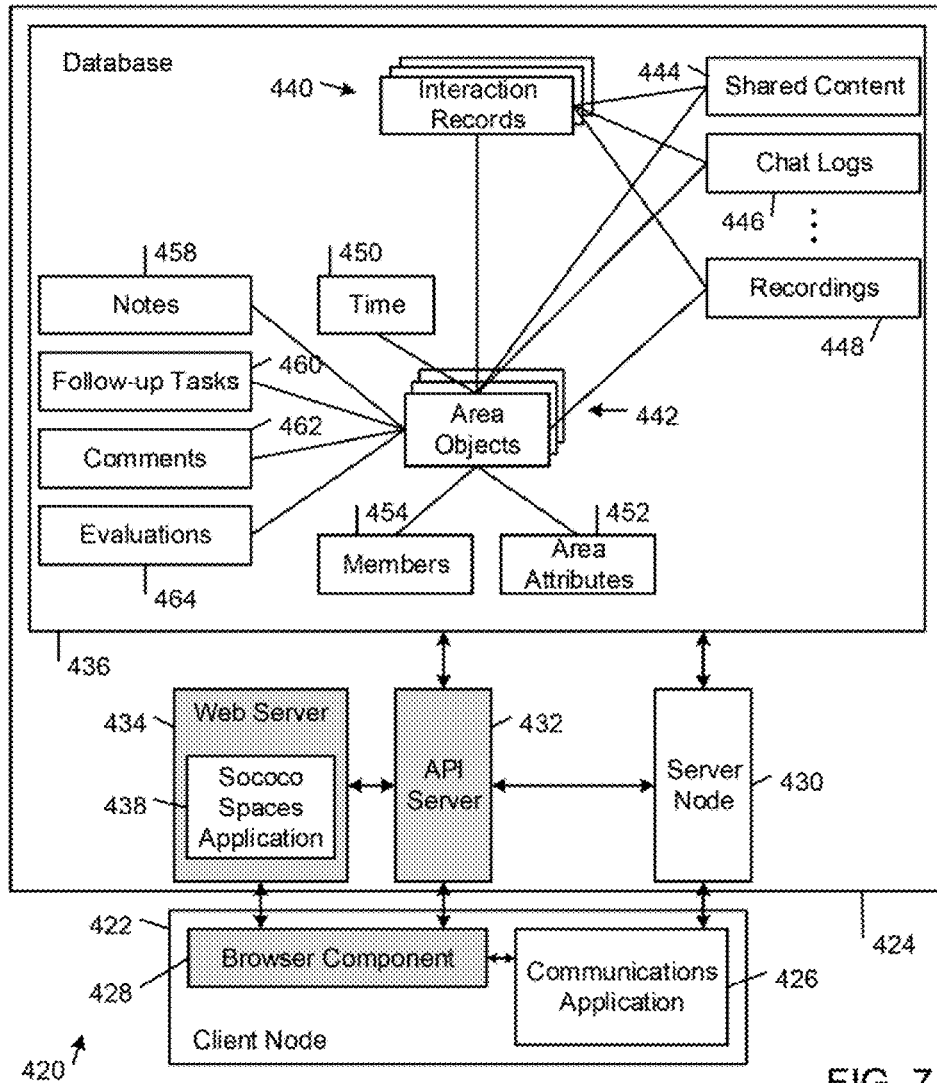 Database
440
Interaction
Records
444
Shared Content
Chat Logs
446
Recordings
448
458
Notes
450
Time
Follow-up Tasks
460
Comments
462
Evaluations
464
Area
Objects
442
454
Members
452
Area
Attributes
436
434
Web Server
438
Sococo
Spaces
Application
API
Server
432
Server
Node
430
422
Browser Component
428
Communications
Application
426
424
Client Node
420
FIG. 7